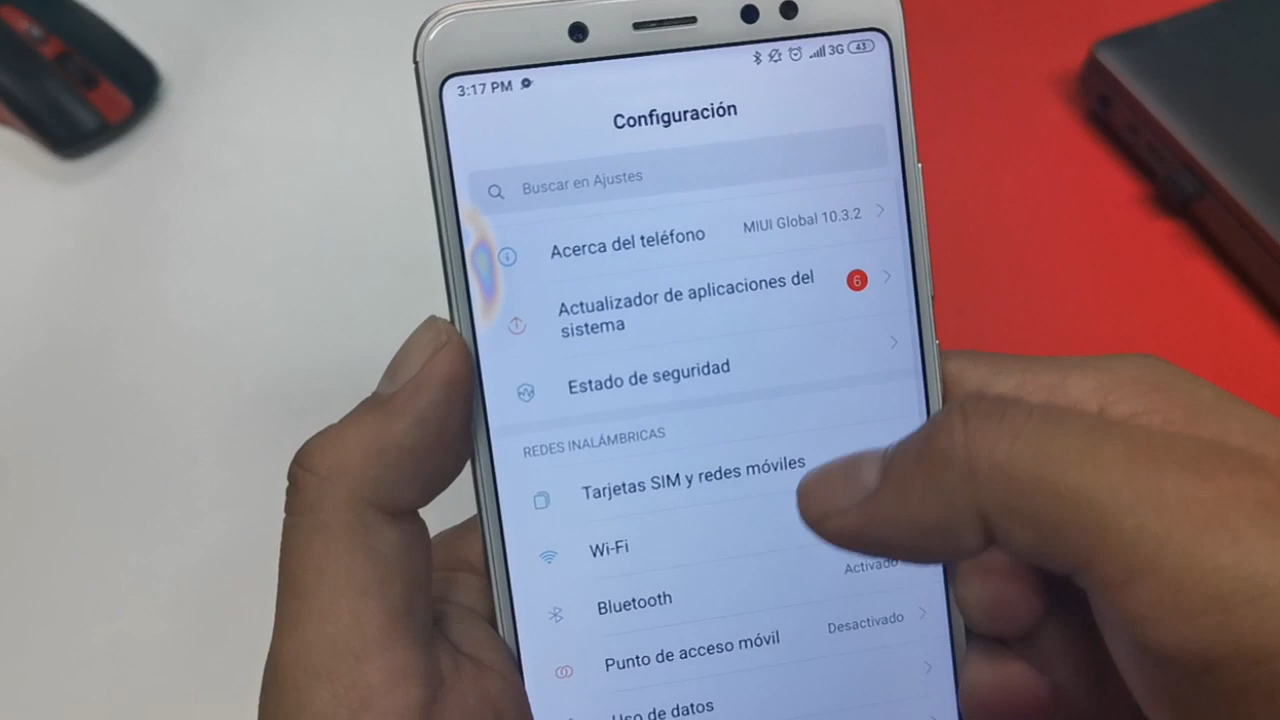 3:17 PM
3G 43
Configuración
Buscar en Ajustes
Acerca del teléfono
MIUI Global 10.3.2
Actualizador de aplicaciones del
sistema
6
Estado de seguridad
REDES INALÁMBRICAS
Tarjetas SIM y redes móviles
Wi-Fi
Bluetooth
Activado
Punto de acceso móvil
Desactivado
Uso de datos